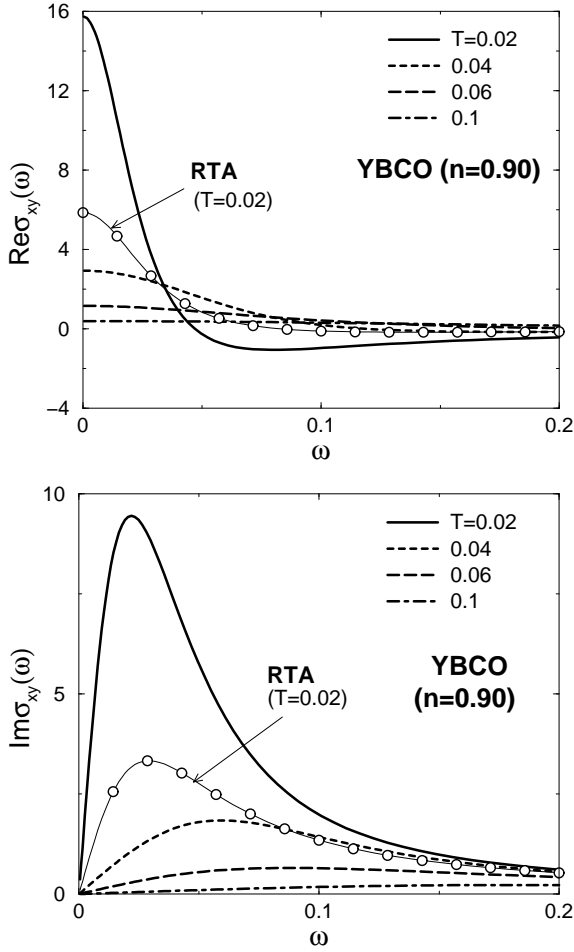 16
12
8
4
0
−4
Reσxy(ω)
T=0.02
0.04
0.06
0.1
RTA
(T=0.02)
YBCO (n=0.90)
0
0.1
0.2
ω
10
5
0
Imσxy(ω)
T=0.02
0.04
0.06
0.1
RTA
(T=0.02)
YBCO
(n=0.90)
0
0.1
0.2
ω